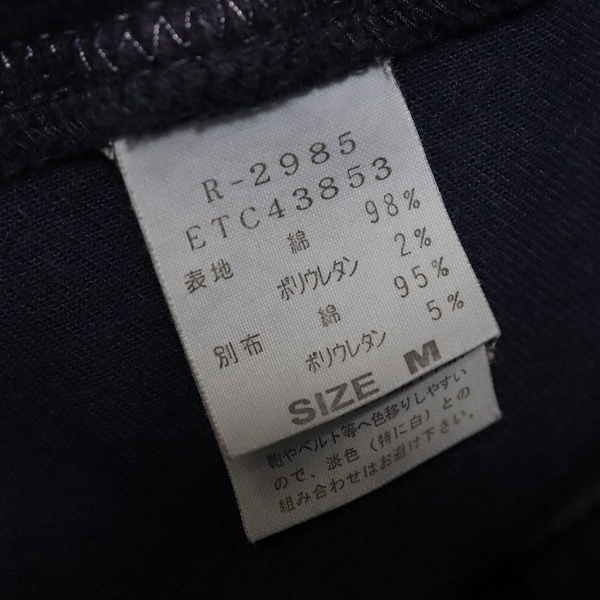 R-2985
ETC43853
表地 綿 98%
ポリウレタン 2%
別布 綿 95%
ポリウレタン 5%
SIZE M
鞄やベルト等へ色移りしやすい
ので、淡色(特に白)との
組み合わせはお避け下さい。